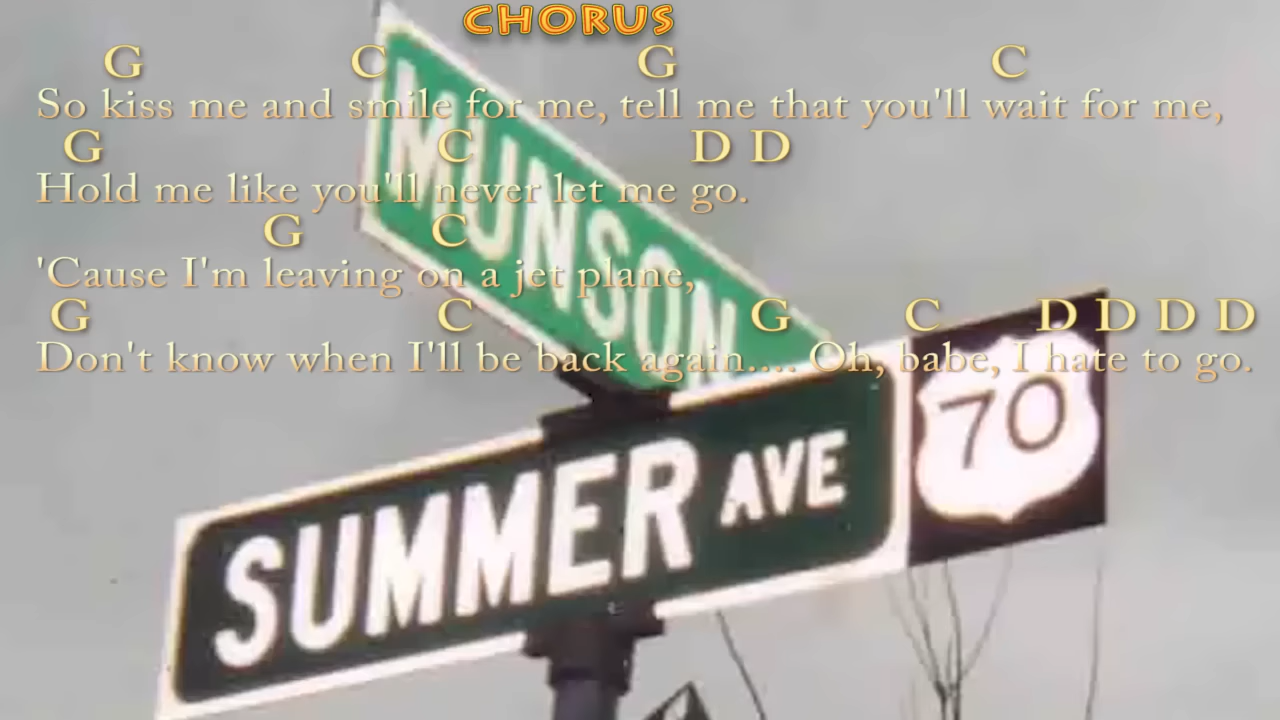 CHORUS
G C G C
So kiss me and smile for me, tell me that you'll wait for me,
G C D D
Hold me like you'll never let me go.
G C
'Cause I'm leaving on a jet plane,
G C G C D D D D
Don't know when I'll be back again.... Oh, babe, I hate to go.
MUNSON
SUMMER AVE
70